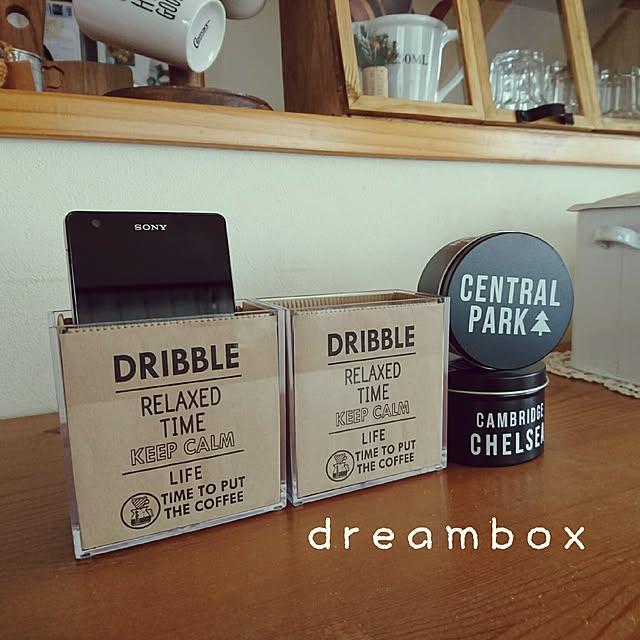 250ML
SONY
DRIBBLE
RELAXED
TIME
KEEP CALM
LIFE
TIME TO PUT
THE COFFEE
DRIBBLE
RELAXED
TIME
KEEP CALM
LIFE
TIME TO PUT
THE COFFEE
CENTRAL
PARK
CAMBRIDGE
CHELSEA
dreambox